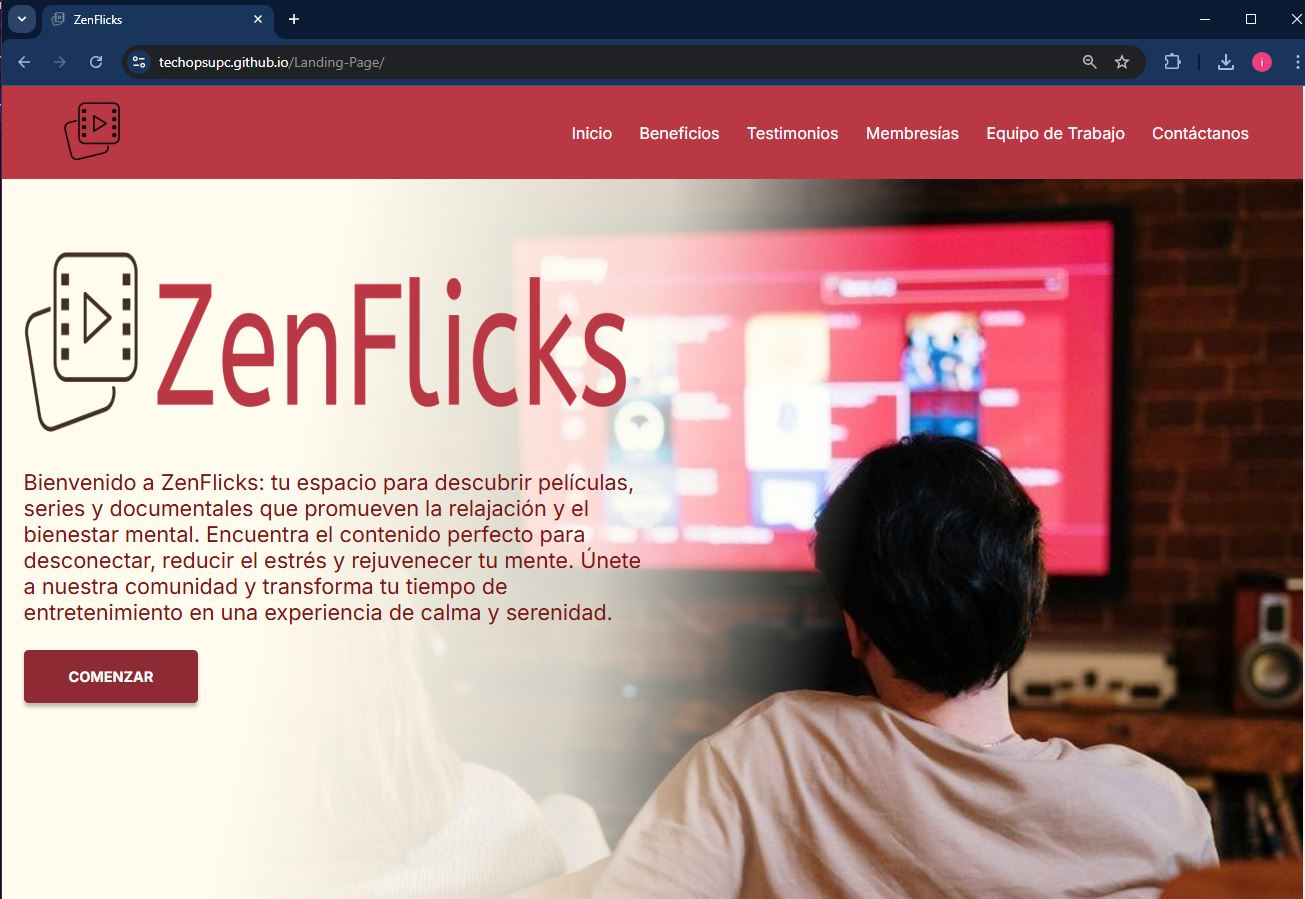 ZenFlicks
techopsupc.github.io/Landing-Page/
i
Inicio Beneficios Testimonios Membresías Equipo de Trabajo Contáctanos
ZenFlicks
Bienvenido a ZenFlicks: tu espacio para descubrir películas,
series y documentales que promueven la relajación y el
bienestar mental. Encuentra el contenido perfecto para
desconectar, reducir el estrés y rejuvenecer tu mente. Únete
a nuestra comunidad y transforma tu tiempo de
entretenimiento en una experiencia de calma y serenidad.
COMENZAR